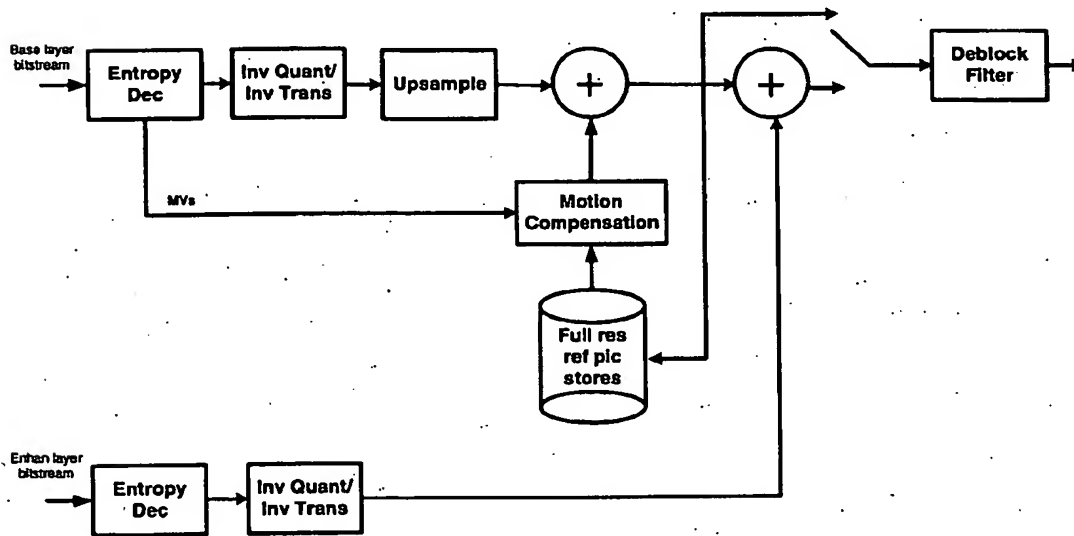 Base layer
bitstream
Entropy
Dec
Inv Quant/
Inv Trans
Upsample
+
+
Deblock
Filter
MVs
Motion
Compensation
Full res
ref pic
stores
Enhan layer
bitstream
Entropy
Dec
Inv Quant/
Inv Trans